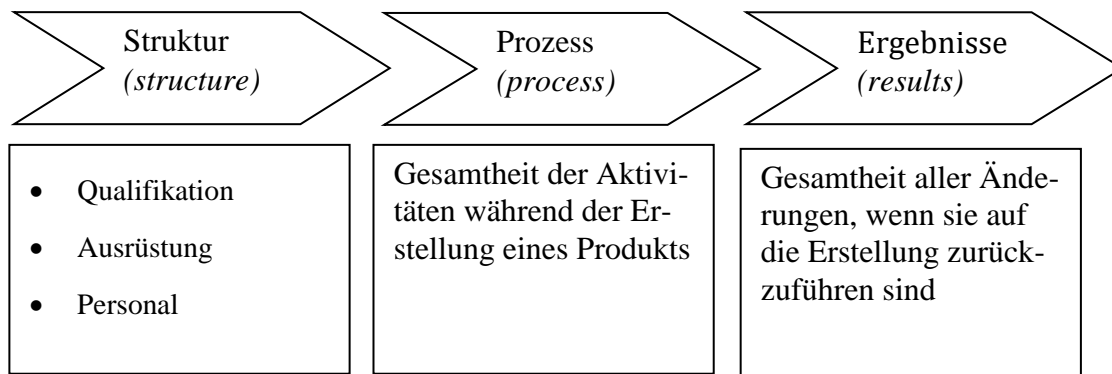 Struktur
(structure)
Prozess
(process)
Ergebnisse
(results)
• Qualifikation
• Ausrüstung
• Personal
Gesamtheit der Aktivi-
täten während der Er-
stellung eines Produkts
Gesamtheit aller Ände-
rungen, wenn sie auf
die Erstellung zurück-
zuführen sind